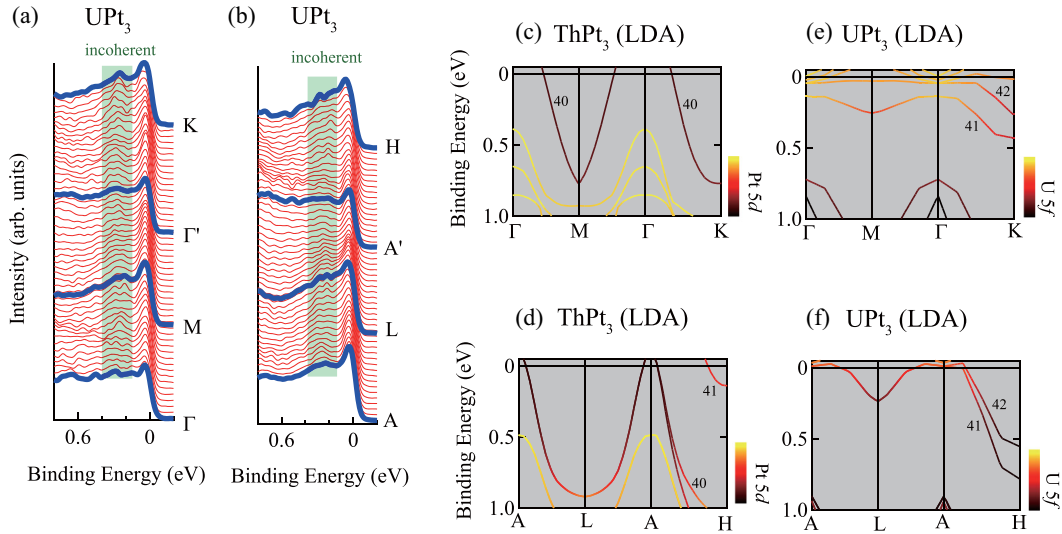 (a)
UPt3
incoherent
K
Γ'
M
Γ
Intensity (arb. units)
0.6
0
Binding Energy (eV)
(b)
UPt3
incoherent
H
A'
L
A
0.6
0
Binding Energy (eV)
(c) ThPt3 (LDA)
0
40
40
0.5
1.0
Γ
M
Γ
K
Binding Energy (eV)
Pt 5d
(e) UPt3 (LDA)
0
42
41
0.5
1.0
Γ
M
Γ
K
U 5f
(d) ThPt3 (LDA)
0
41
0.5
40
1.0
A
L
A
H
Binding Energy (eV)
Pt 5d
(f) UPt3 (LDA)
0
42
41
0.5
1.0
A
L
A
H
U 5f